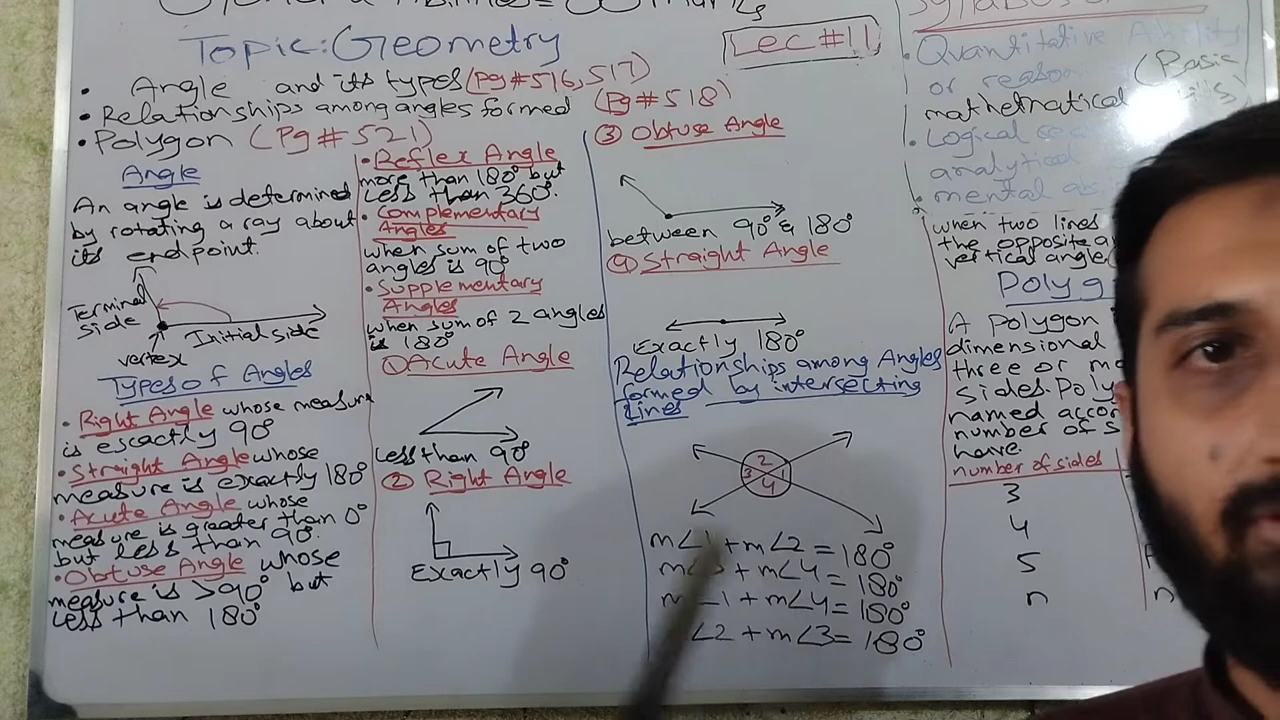 Topic: Geometry
Lec #11
• Angle and its types (Pg #516, 517)
• Relationships among angles formed (Pg #518)
• Polygon (Pg # 521)
Angle
An angle is determined
by rotating a ray about
its endpoint.
Terminal
side
Initial side
vertex
Types of Angles
• Right Angle whose measure
is escactly 90°
• Straight Angle whose
measure is exactly 180°
• Acute Angle whose
measure is greater than 0°
but less than 90°.
• Obtuse Angle whose
measure is >90° but
less than 180°
• Reflex Angle
more than 180° but
Less than 360°.
• Complementary
Angles
when sum of two
angles is 90°
• Supplementary
Angles
when sum of 2 angles
is 180°
① Acute Angle
less than 90°
② Right Angle
Exactly 90°
③ Obtuse Angle
between 90° & 180°
④ Straight Angle
Exactly 180°
Relationships among Angles
formed by intersecting
Lines
2
3
4
m∠1 + m∠2 = 180°
+ m∠4 = 180°
∠1 + m∠4 = 180°
∠2 + m∠3 = 180°
• Quantitative Ability
or (Basic
mathematical
• Logical
analytical
• mental
when two lines
the opposite
vertical angle
A Polygon
dimensional
three or
sides.
named
number of
have.
number of sides
3
4
5
n
n